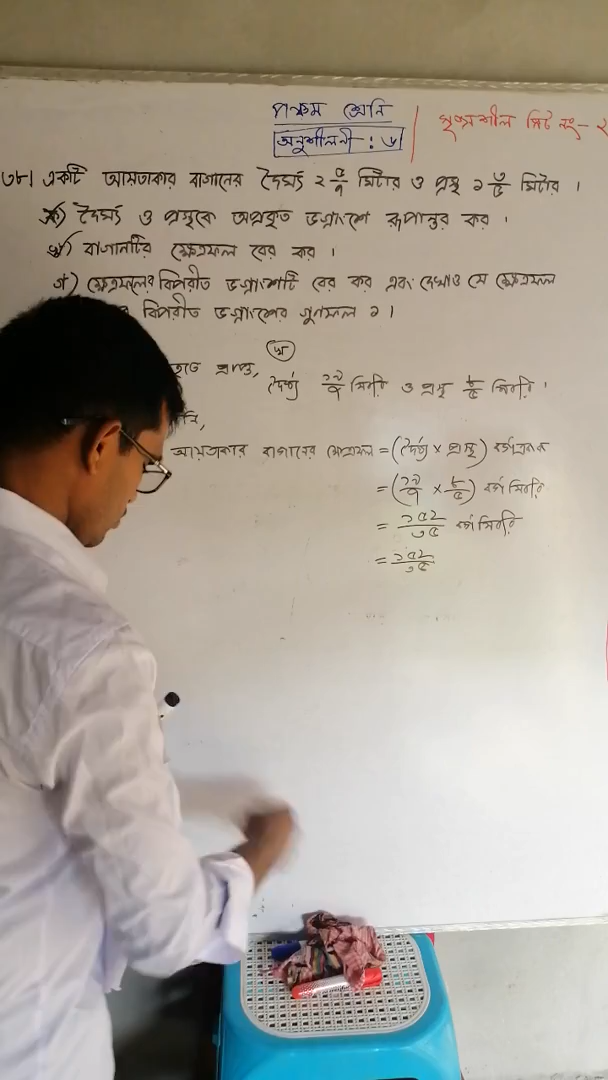 পঞ্চম শ্রেনি
অনুশীলনী : ৬
সৃজনশীল সিট নং - ২
৩৮। একটি আয়তাকার বাগানের দৈর্ঘ্য ২ ৫/৭ মিটার ও প্রস্থ ১ ৩/৫ মিটার ।
ক) দৈর্ঘ্য ও প্রস্থকে অপ্রকৃত ভগ্নাংশে রূপান্তর কর ।
খ) বাগানটির ক্ষেত্রফল বের কর ।
গ) ক্ষেত্রফলের বিপরীত ভগ্নাংশটি বের কর এবং দেখাও যে ক্ষেত্রফল
বিপরীত ভগ্নাংশের গুণফল ১ ।
খ
হতে প্রাপ্ত,
দৈর্ঘ্য ১৯/৭ মিটার ও প্রস্থ ৮/৫ মিটার ।
আয়তাকার বাগানের ক্ষেত্রফল = (দৈর্ঘ্য × প্রস্থ) বর্গ একক
= (১৯/৭ × ৮/৫) বর্গ মিটার
= ১৫২/৩৫ বর্গ মিটার
= ১৫২/৩৫